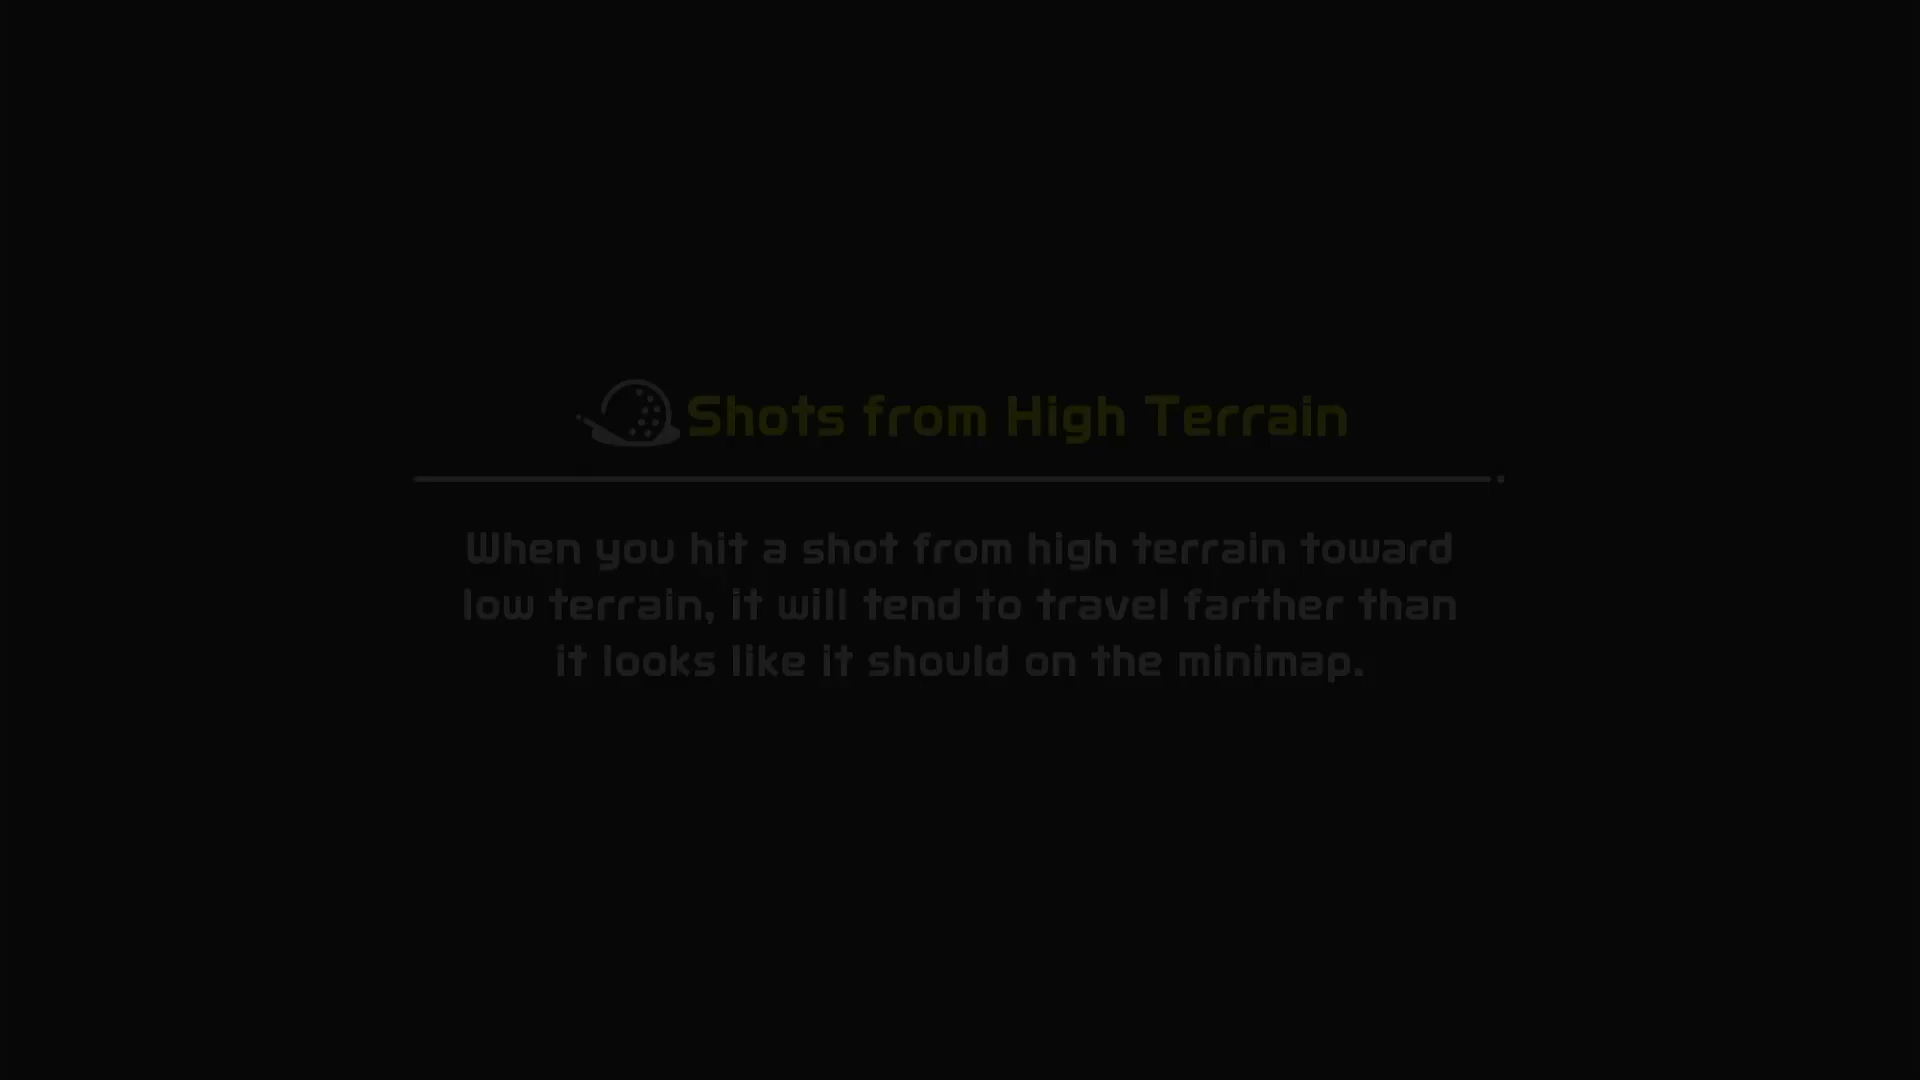 Shots from High Terrain
When you hit a shot from high terrain toward
low terrain, it will tend to travel farther than
it looks like it should on the minimap.